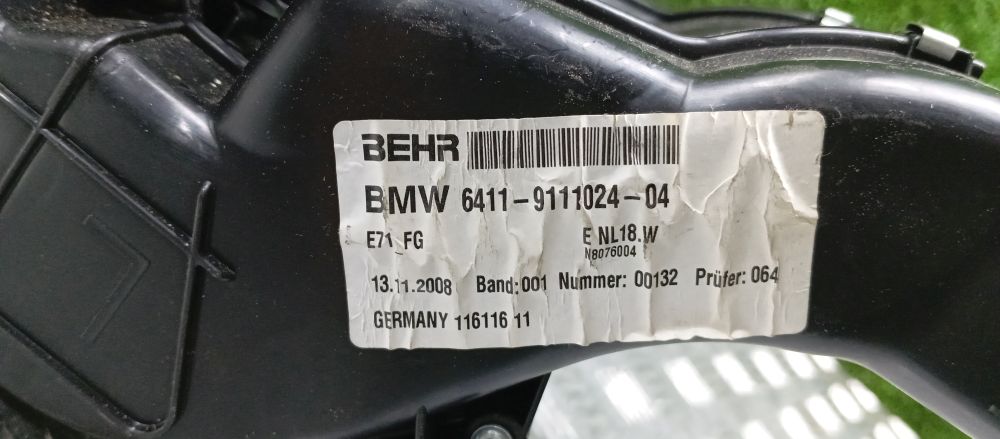 BEHR
BMW 6411-9111024-04
E71 FG E NL18.W
N8076004
13.11.2008 Band:001 Nummer: 00132 Prüfer: 064
GERMANY 116116 11